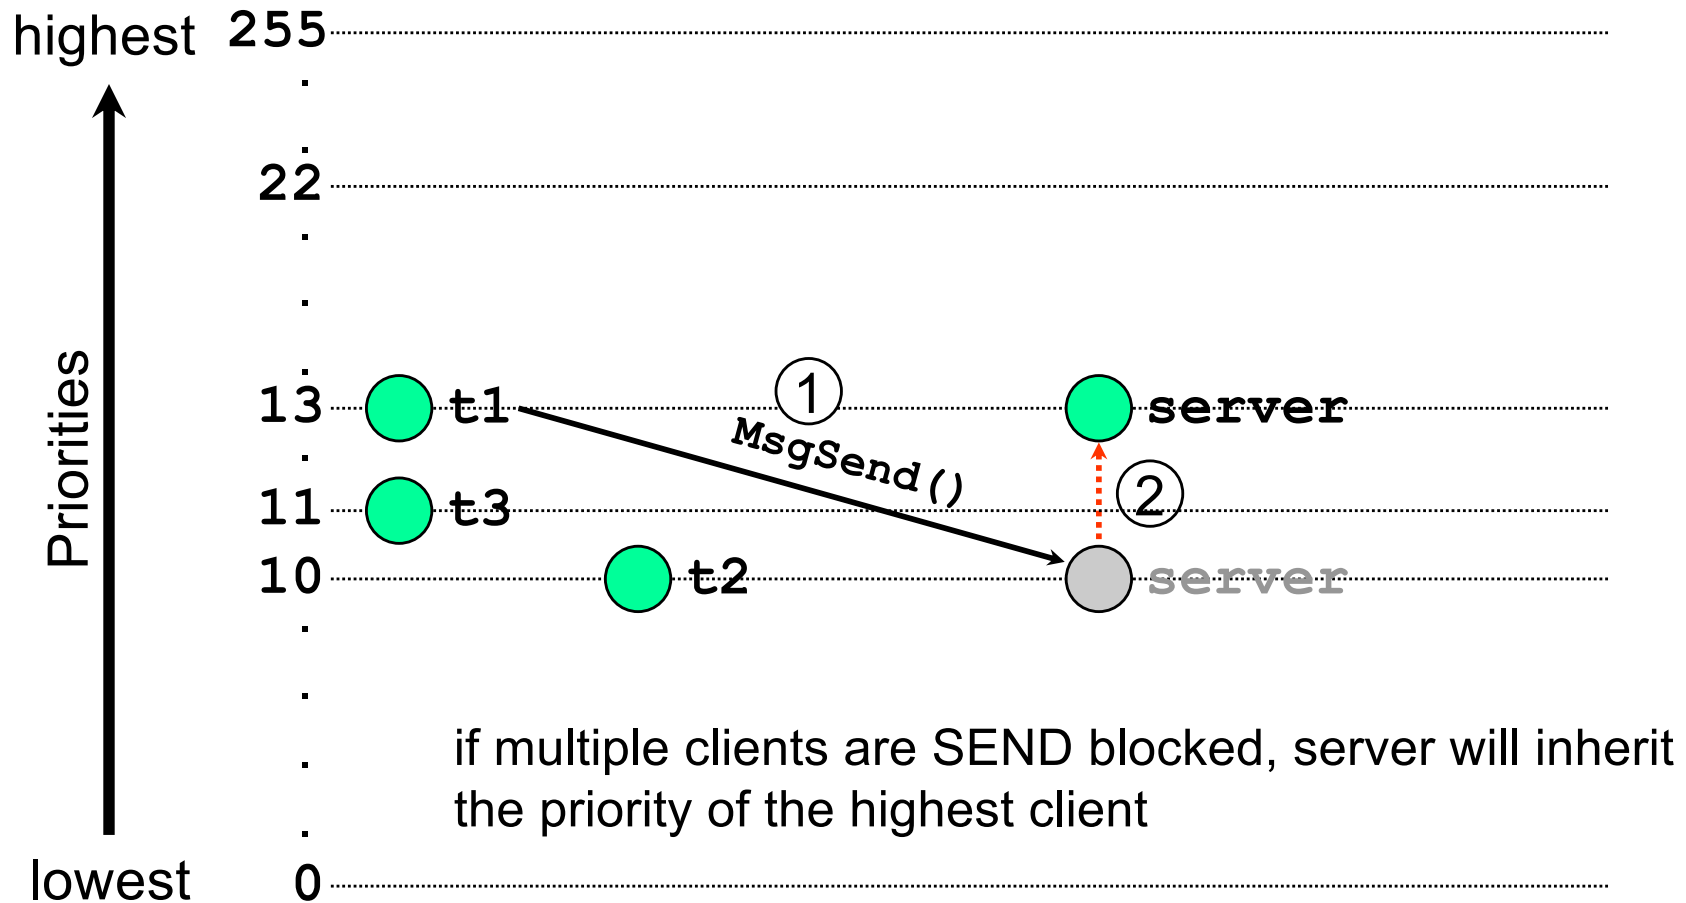 highest 255
.
.
22
.
.
.
13 t1 1 server
MsgSend()
.
2
11 t3
10 t2 server
.
.
if multiple clients are SEND blocked, server will inherit
.
the priority of the highest client
.
lowest 0
Priorities